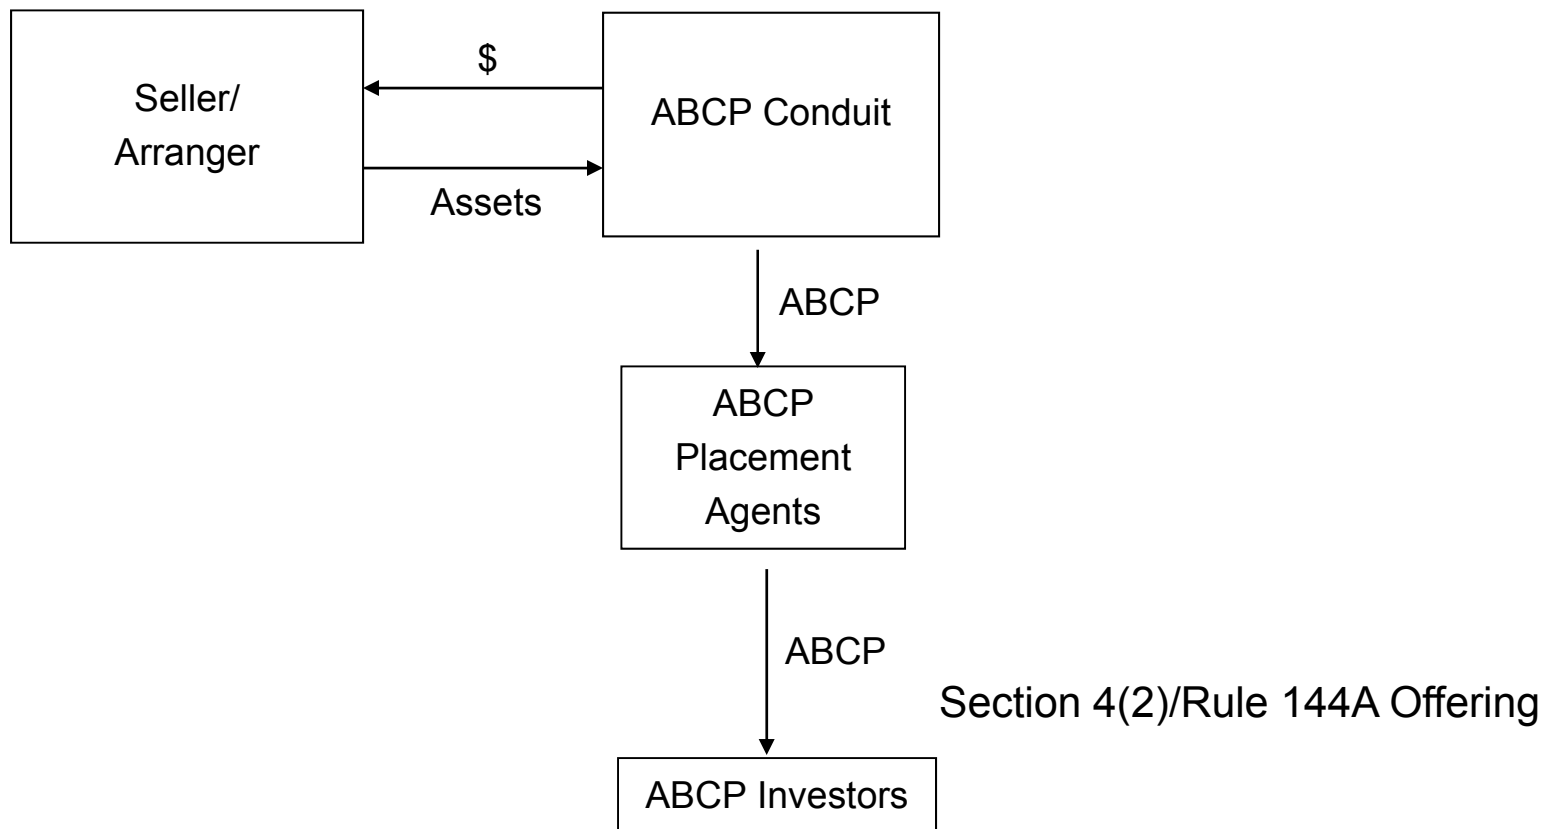 Seller/
Arranger
$
Assets
ABCP Conduit
ABCP
ABCP
Placement
Agents
ABCP
Section 4(2)/Rule 144A Offering
ABCP Investors